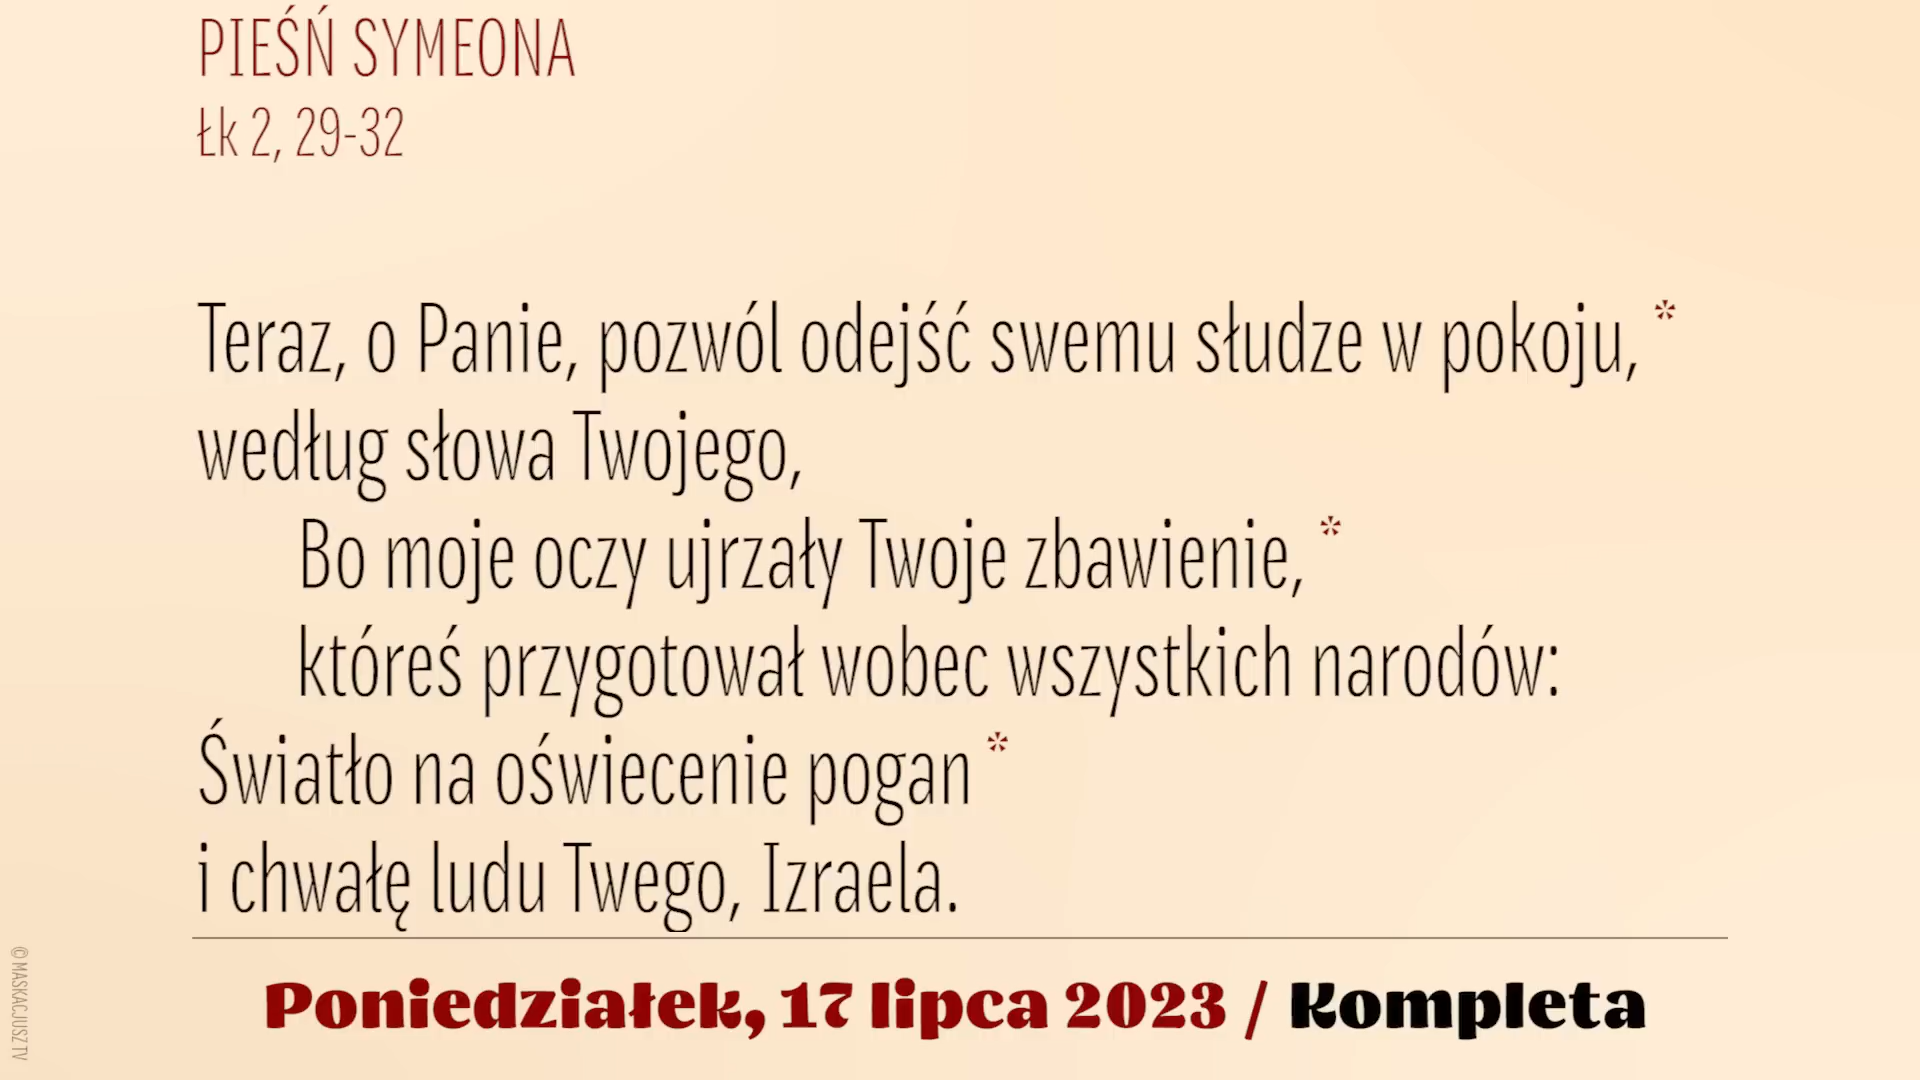 PIEŚŃ SYMEONA
Łk 2, 29-32
Teraz, o Panie, pozwól odejść swemu słudze w pokoju, *
według słowa Twojego,
Bo moje oczy ujrzały Twoje zbawienie, *
któreś przygotował wobec wszystkich narodów:
Światło na oświecenie pogan *
i chwałę ludu Twego, Izraela.
Poniedziałek, 17 lipca 2023 / Kompleta
© MASKACJUSZ TV